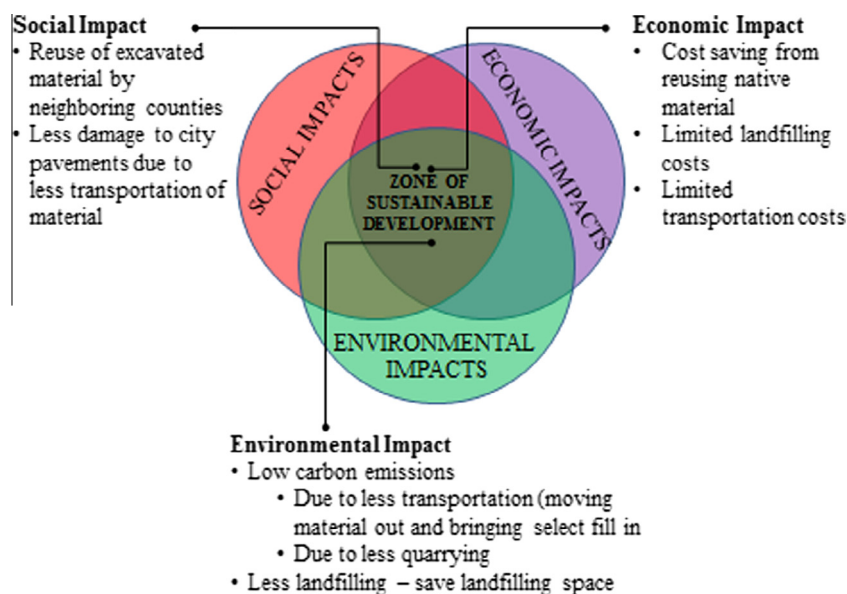 Social Impact
• Reuse of excavated
material by
neighboring counties
• Less damage to city
pavements due to
less transportation of
material
Economic Impact
• Cost saving from
reusing native
material
• Limited landfilling
costs
• Limited
transportation costs
SOCIAL IMPACTS
ECONOMIC IMPACTS
ZONE OF
SUSTAINABLE
DEVELOPMENT
ENVIRONMENTAL
IMPACTS
Environmental Impact
• Low carbon emissions
• Due to less transportation (moving
material out and bringing select fill in
• Due to less quarrying
• Less landfilling – save landfilling space